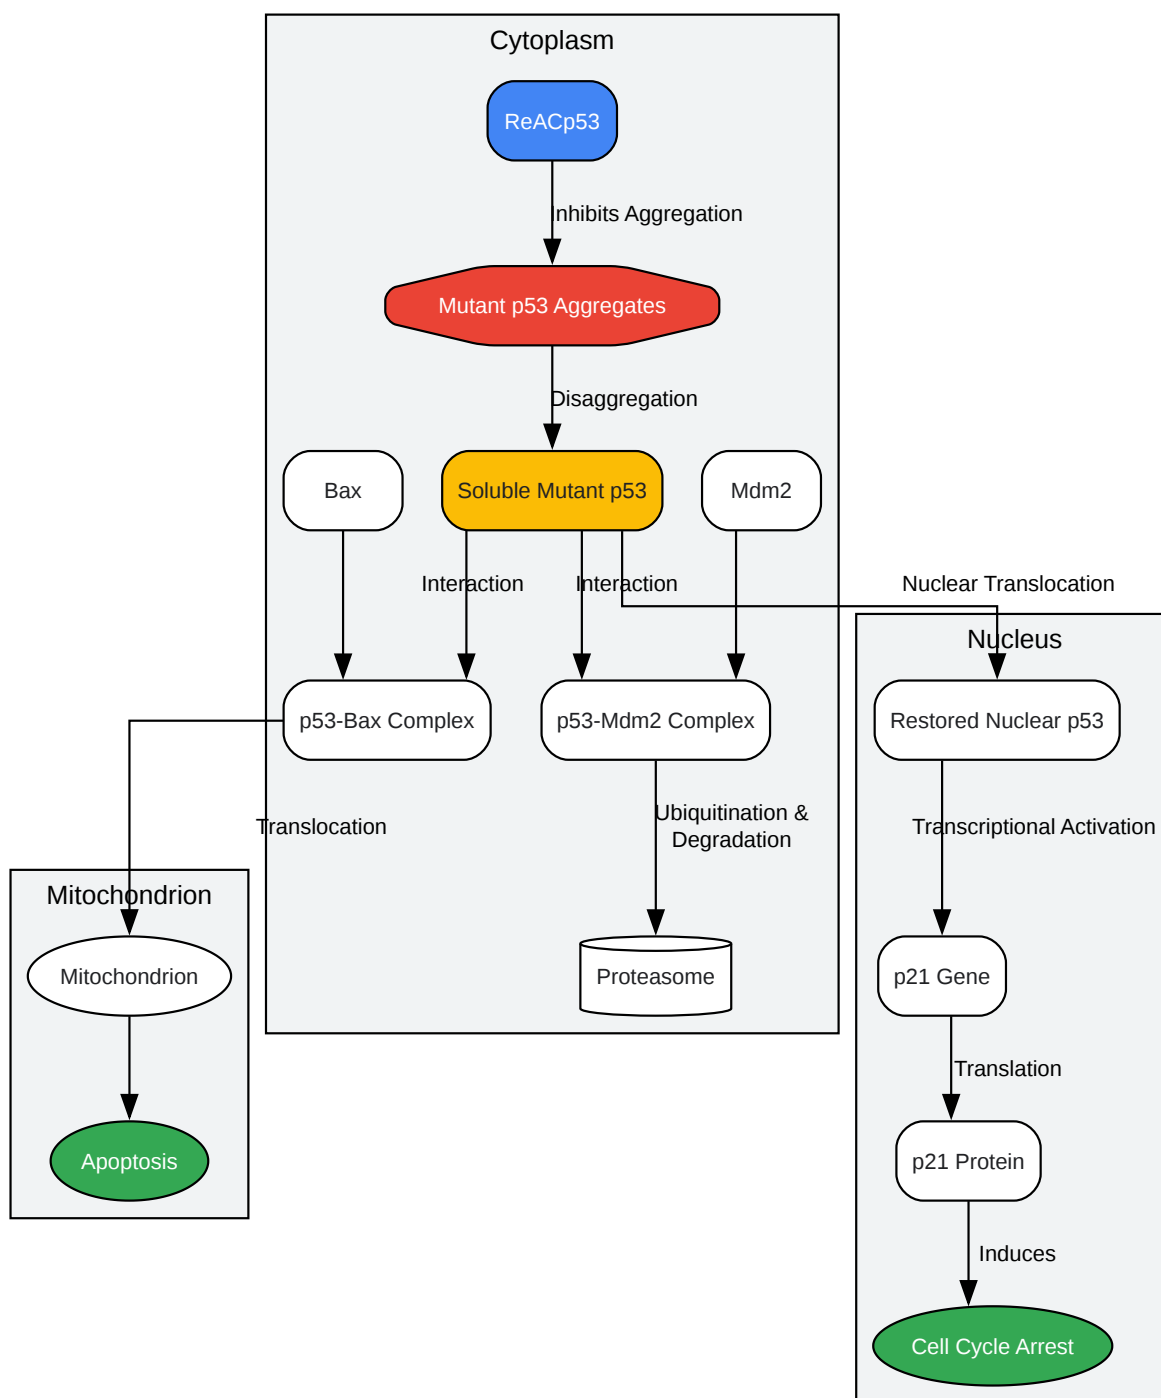 Cytoplasm
ReACp53
Inhibits Aggregation
Mutant p53 Aggregates
Disaggregation
Bax
Soluble Mutant p53
Mdm2
Interaction
Interaction
Nuclear Translocation
Nucleus
p53-Bax Complex
p53-Mdm2 Complex
Restored Nuclear p53
Translocation
Ubiquitination &
Degradation
Transcriptional Activation
Mitochondrion
Mitochondrion
Proteasome
p21 Gene
Translation
Apoptosis
p21 Protein
Induces
Cell Cycle Arrest